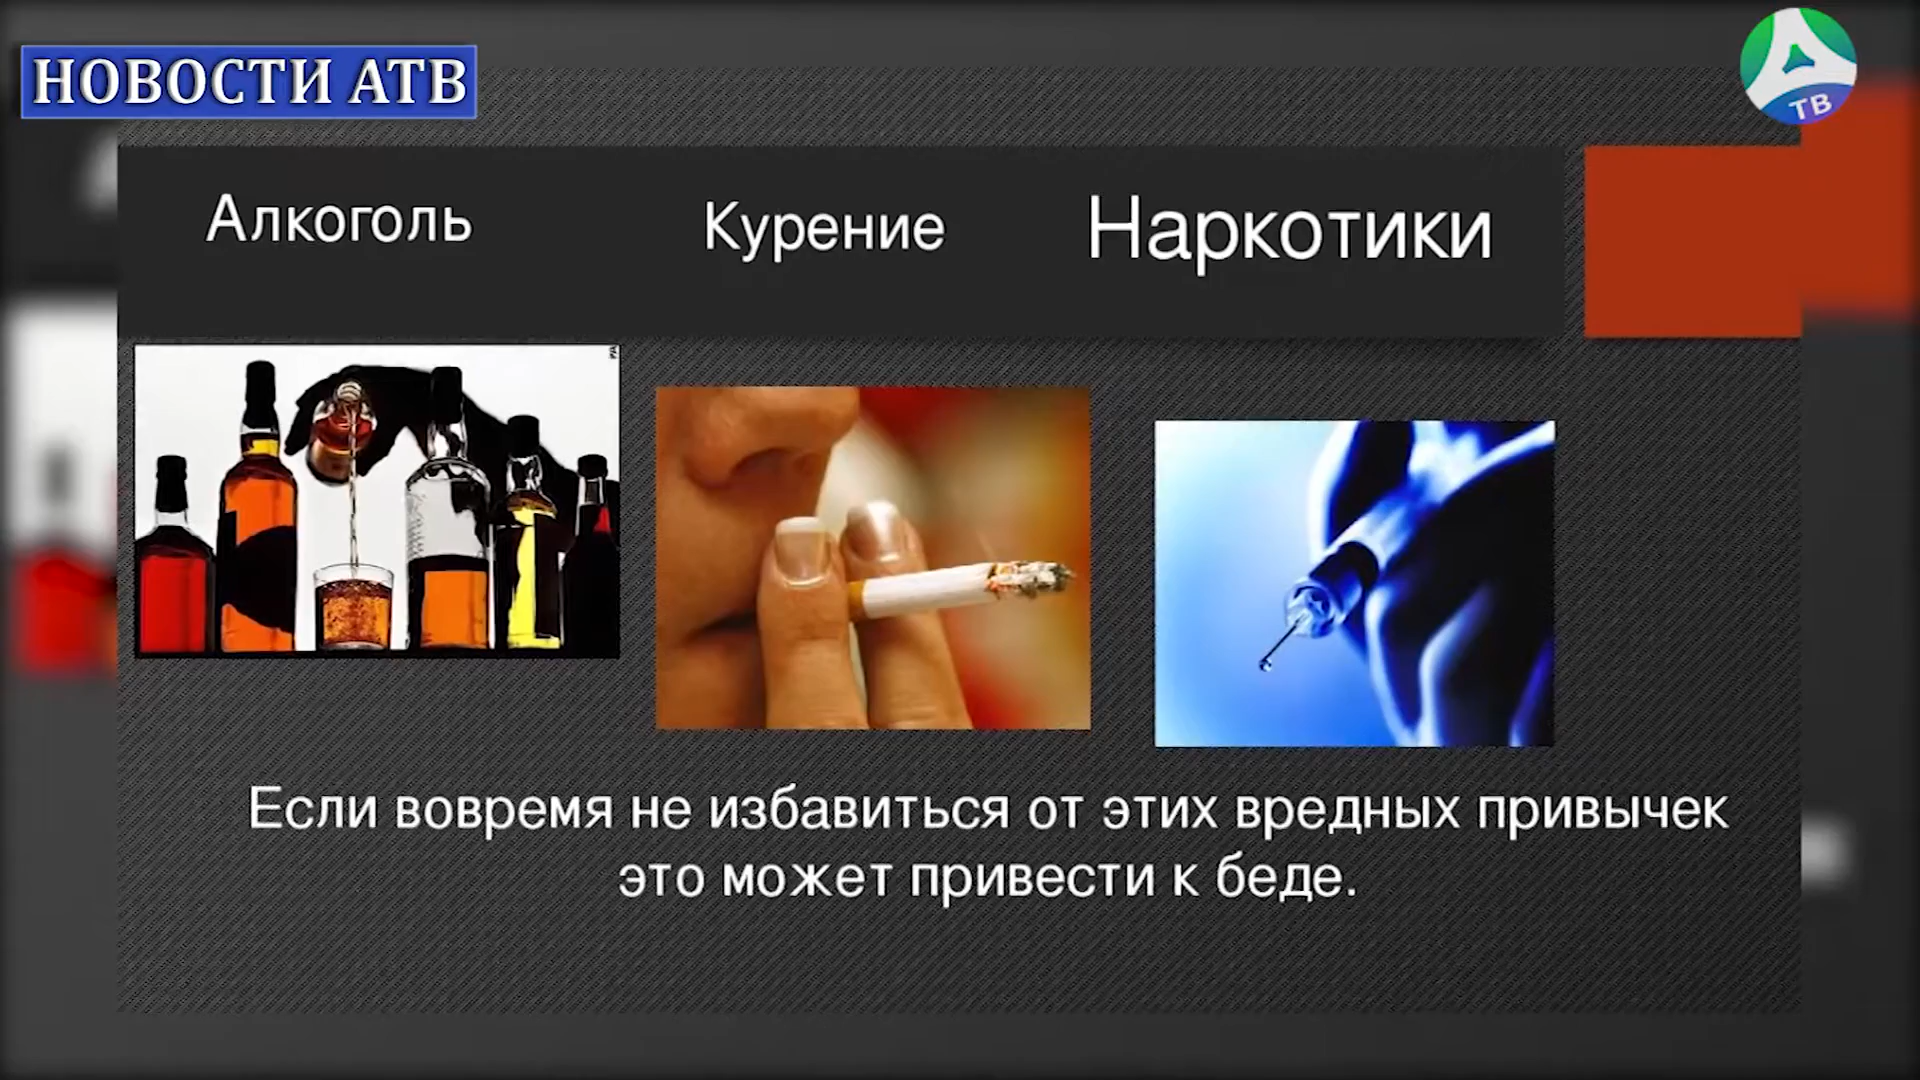 НОВОСТИ АТВ
ТВ
Алкоголь
Курение
Наркотики
Если вовремя не избавиться от этих вредных привычек
это может привести к беде.